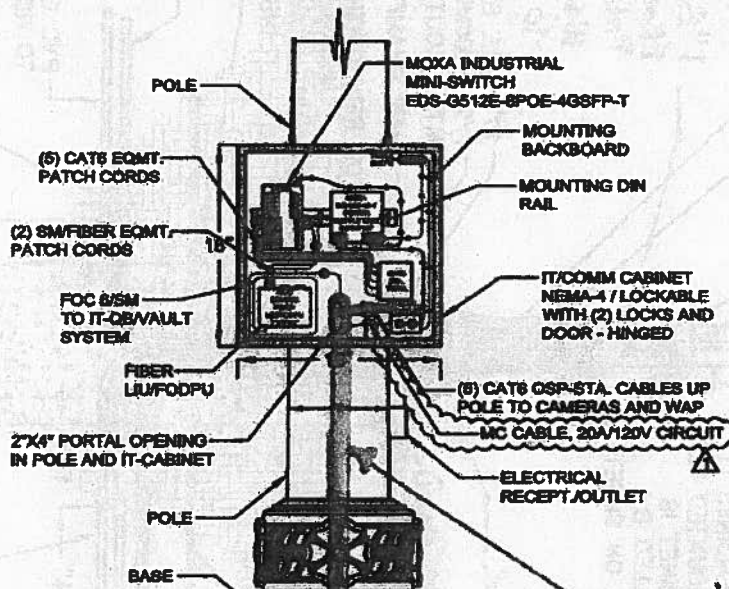 POLE
MOXA INDUSTRIAL
MINI-SWITCH
EDS-G512E-8POE-4GSFP-T
MOUNTING
BACKBOARD
(5) CAT6 EQMT.
PATCH CORDS
MOUNTING DIN
RAIL
(2) SM/FIBER EQMT.
PATCH CORDS
18"
FOC 6/SM
TO IT-QB/VAULT
SYSTEM
IT/COMM CABINET
NEMA-4 / LOCKABLE
WITH (2) LOCKS AND
DOOR - HINGED
FIBER
LIU/FODPU
(6) CAT6 OSP-STA. CABLES UP
POLE TO CAMERAS AND WAP
2"X4" PORTAL OPENING
IN POLE AND IT-CABINET
MC CABLE, 20A/120V CIRCUIT
1
ELECTRICAL
RECEPT./OUTLET
POLE
BASE